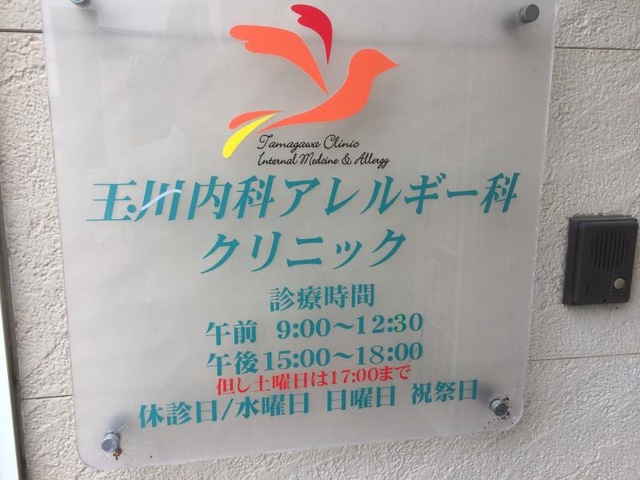 Tamagawa Clinic
Internal Medcine & Allergy
玉川内科アレルギー科
クリニック
診療時間
午前 9:00〜12:30
午後15:00〜18:00
但し土曜日は17:00まで
休診日/水曜日 日曜日 祝祭日